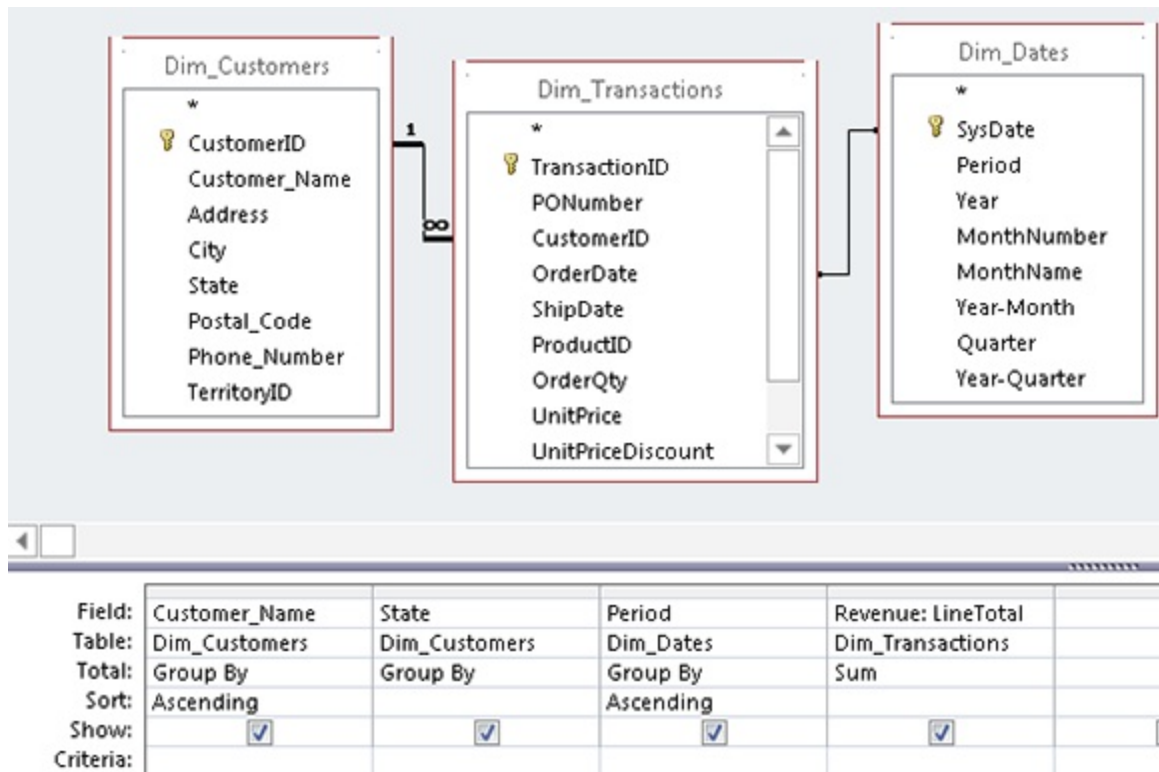 Dim_Customers
*
CustomerID
Customer_Name
Address
City
State
Postal_Code
Phone_Number
TerritoryID
1
∞
Dim_Transactions
*
TransactionID
PONumber
CustomerID
OrderDate
ShipDate
ProductID
OrderQty
UnitPrice
UnitPriceDiscount
Dim_Dates
*
SysDate
Period
Year
MonthNumber
MonthName
Year-Month
Quarter
Year-Quarter
Field: Customer_Name State Period Revenue: LineTotal
Table: Dim_Customers Dim_Customers Dim_Dates Dim_Transactions
Total: Group By Group By Group By Sum
Sort: Ascending Ascending
Show:
Criteria: